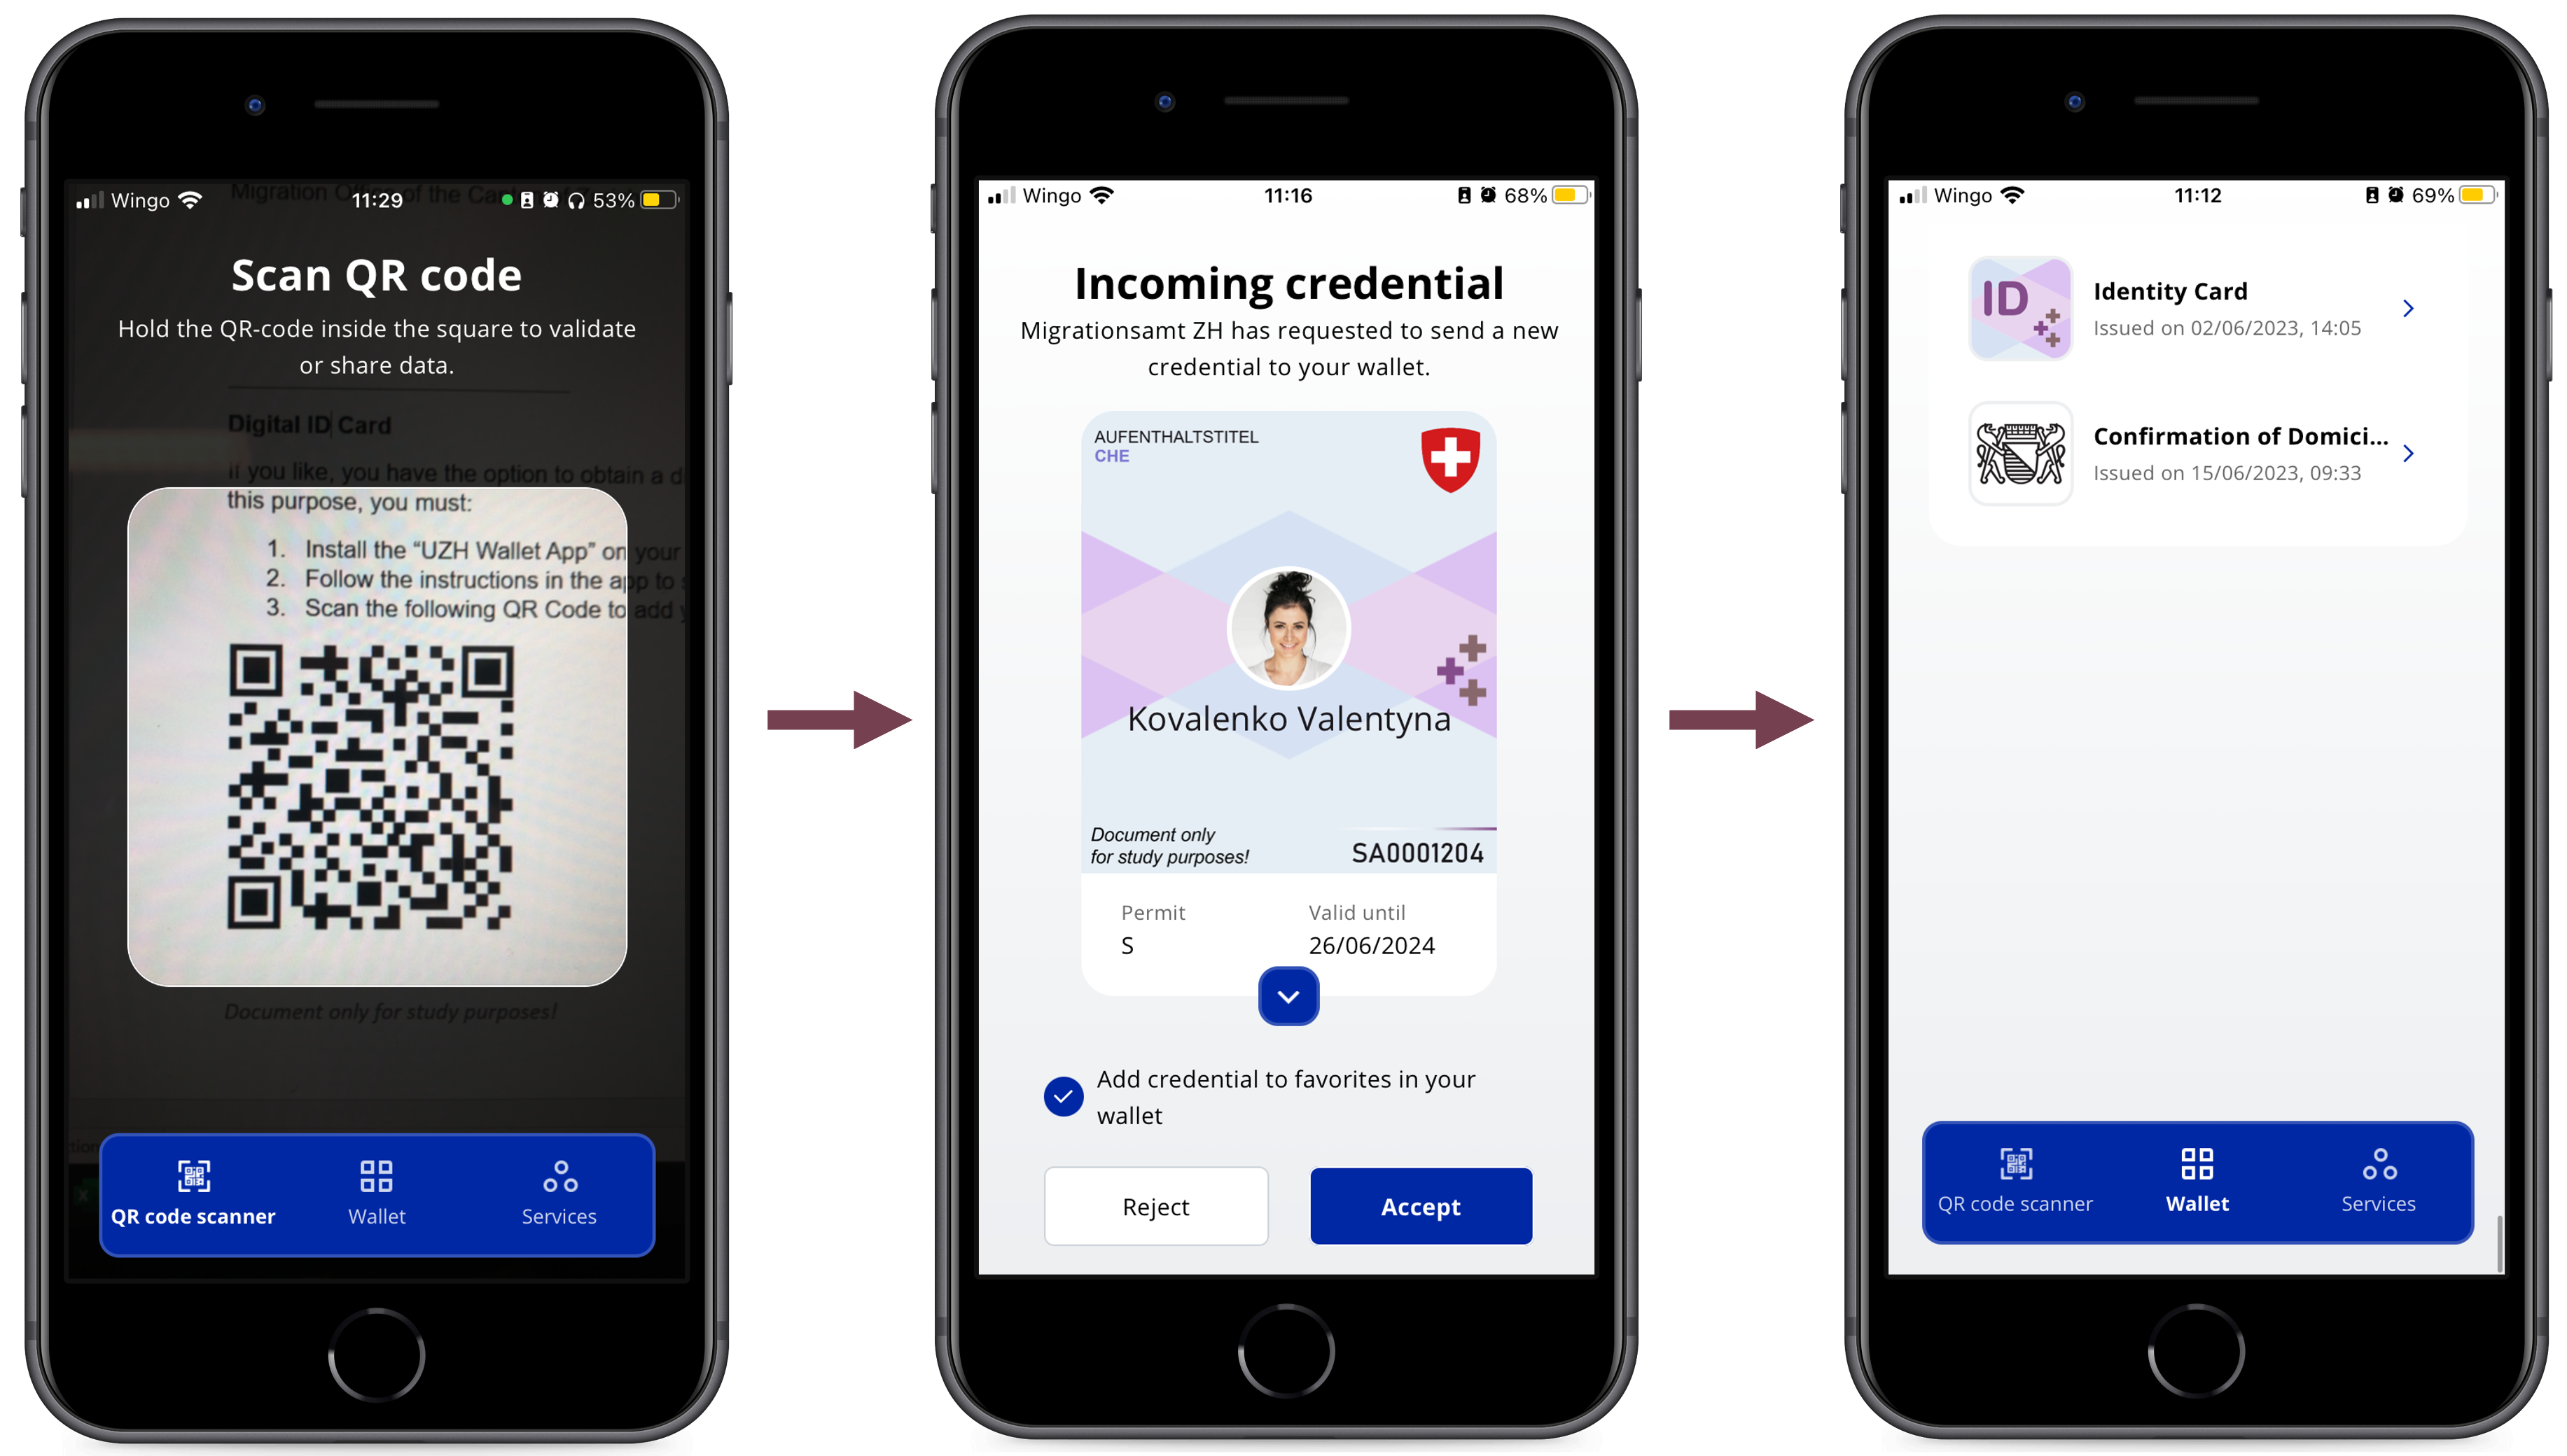 Migration Office of the Canton of
Wingo
11:29
53%
Scan QR code
Hold the QR-code inside the square to validate
or share data.
Digital ID Card
If you like, you have the option to obtain a d
this purpose, you must:
1. Install the “UZH Wallet App” on your
2. Follow the instructions in the app to s
3. Scan the following QR Code to add y
Document only for study purposes!
tion
QR code scanner
Wallet
Services
Wingo
11:16
68%
Incoming credential
Migrationsamt ZH has requested to send a new
credential to your wallet.
AUFENTHALTSTITEL
CHE
Kovalenko Valentyna
Document only
for study purposes!
SA0001204
Permit
Valid until
S
26/06/2024
Add credential to favorites in your
wallet
Reject
Accept
Wingo
11:12
69%
ID
Identity Card
Issued on 02/06/2023, 14:05
Confirmation of Domici...
Issued on 15/06/2023, 09:33
QR code scanner
Wallet
Services